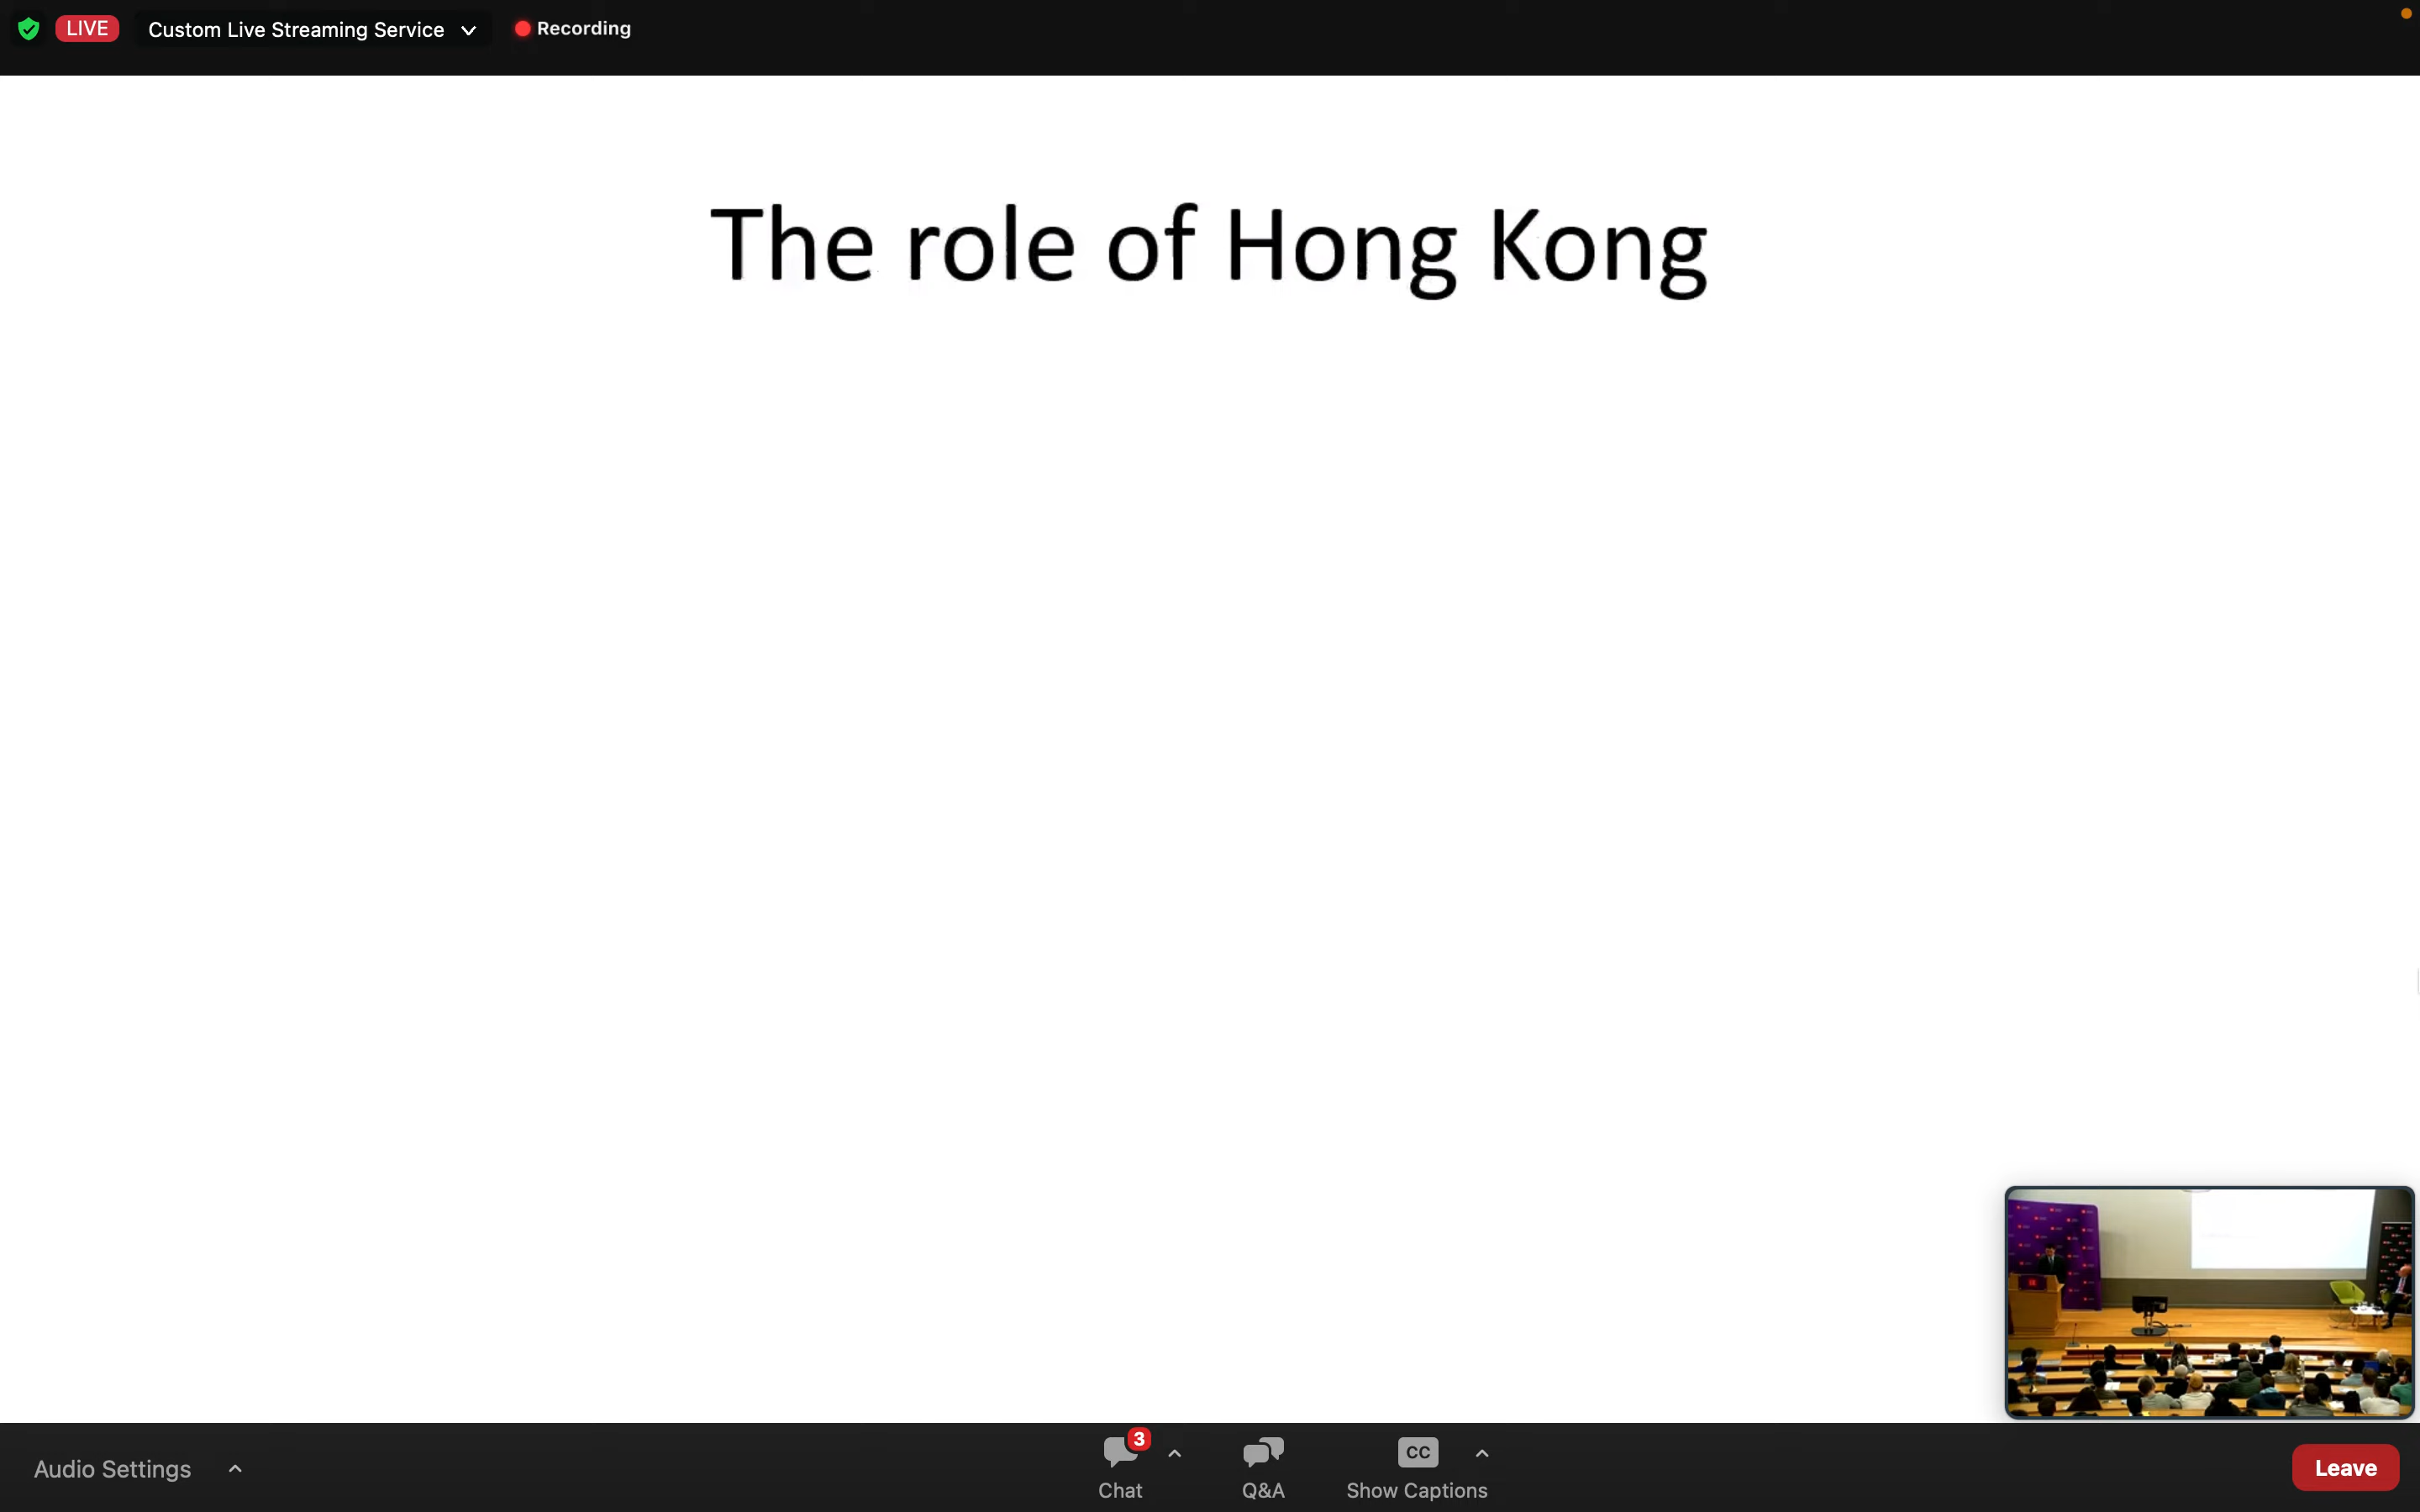 LIVE Custom Live Streaming Service Recording
The role of Hong Kong
Audio Settings
3
CC
Chat Q&A Show Captions
Leave